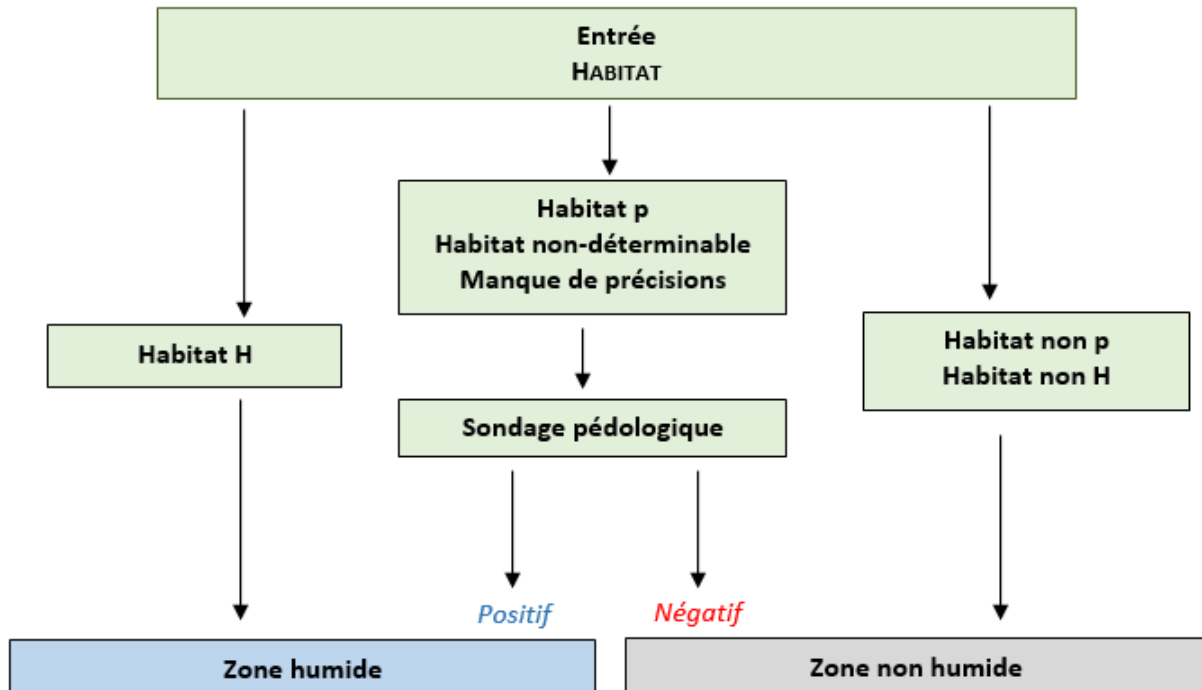 Entrée
HABITAT
Habitat p
Habitat non-déterminable
Manque de précisions
Habitat H
Habitat non p
Habitat non H
Sondage pédologique
Positif
Négatif
Zone humide
Zone non humide